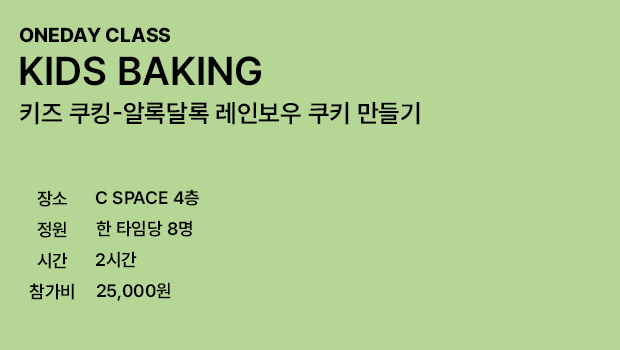 ONEDAY CLASS
KIDS BAKING
키즈 쿠킹-알록달록 레인보우 쿠키 만들기
장소 C SPACE 4층
정원 한 타임당 8명
시간 2시간
참가비 25,000원